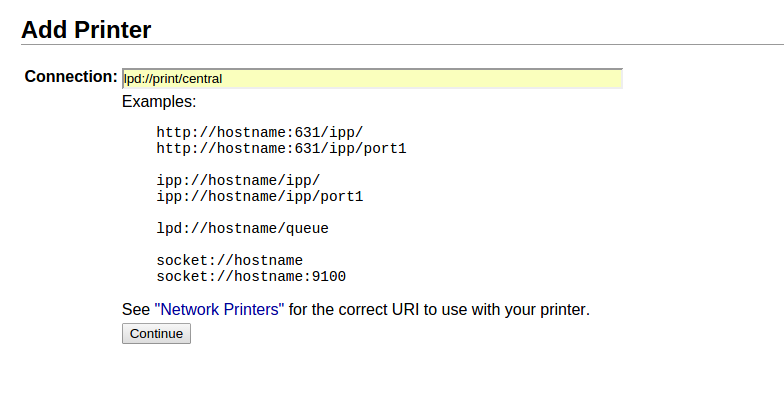 Add Printer
Connection: lpd://print/central
Examples:
http://hostname:631/ipp/
http://hostname:631/ipp/port1
ipp://hostname/ipp/
ipp://hostname/ipp/port1
lpd://hostname/queue
socket://hostname
socket://hostname:9100
See "Network Printers" for the correct URI to use with your printer.
Continue